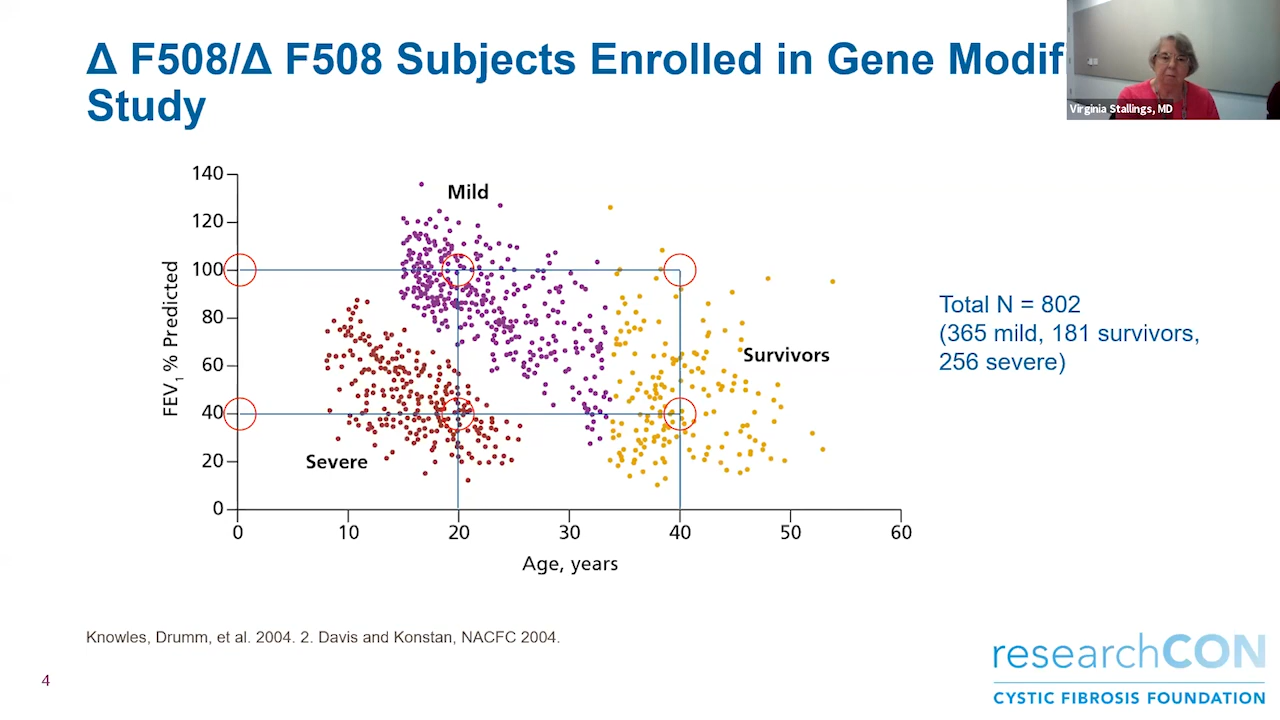 Δ F508/Δ F508 Subjects Enrolled in Gene Modif
Study
Virginia Stallings, MD
140
120
100
80
60
40
20
0
FEV1 % Predicted
Mild
Severe
Survivors
0 10 20 30 40 50 60
Age, years
Total N = 802
(365 mild, 181 survivors,
256 severe)
Knowles, Drumm, et al. 2004. 2. Davis and Konstan, NACFC 2004.
4
researchCON
CYSTIC FIBROSIS FOUNDATION